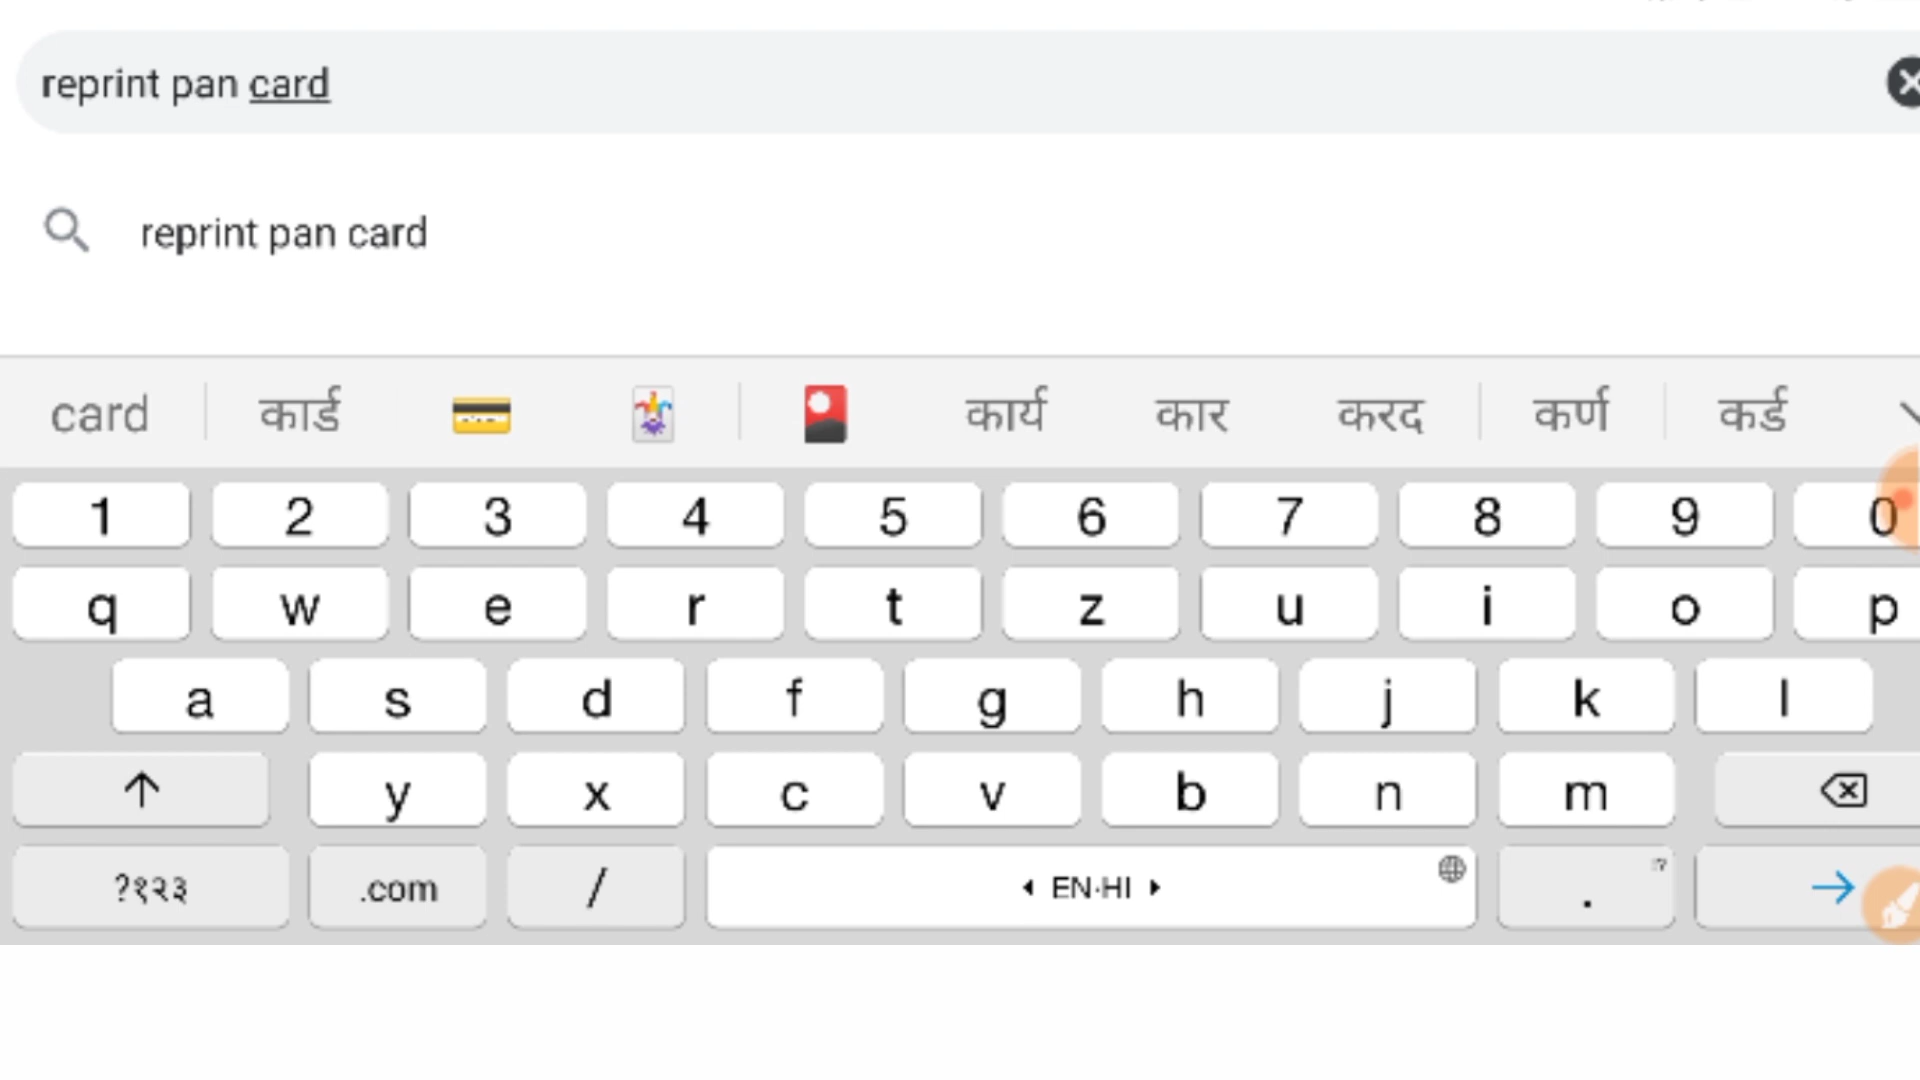 reprint pan card
reprint pan card
card कार्ड कार्य कार करद कर्ण कर्ड
1 2 3 4 5 6 7 8 9 0
q w e r t z u i o p
a s d f g h j k l
y x c v b n m
?१२३ .com / EN·HI . !?